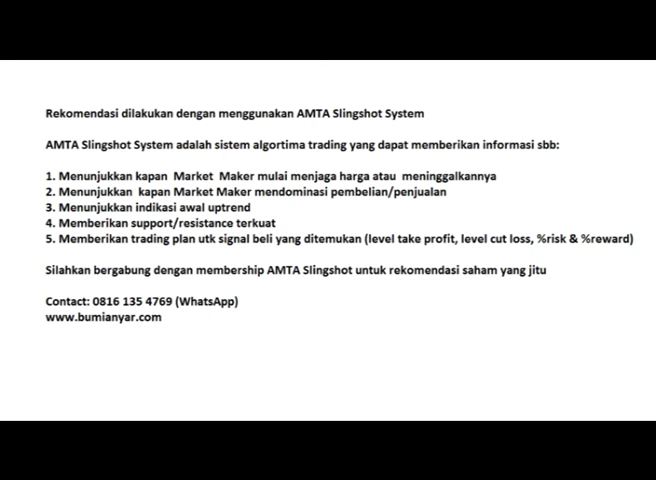 Rekomendasi dilakukan dengan menggunakan AMTA Slingshot System
AMTA Slingshot System adalah sistem algortima trading yang dapat memberikan informasi sbb:
1. Menunjukkan kapan Market Maker mulai menjaga harga atau meninggalkannya
2. Menunjukkan kapan Market Maker mendominasi pembelian/penjualan
3. Menunjukkan indikasi awal uptrend
4. Memberikan support/resistance terkuat
5. Memberikan trading plan utk signal beli yang ditemukan (level take profit, level cut loss, %risk & %reward)
Silahkan bergabung dengan membership AMTA Slingshot untuk rekomendasi saham yang jitu
Contact: 0816 135 4769 (WhatsApp)
www.bumianyar.com